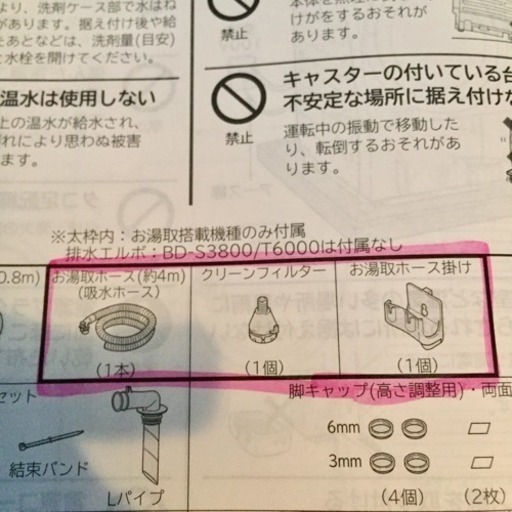 より、洗剤ケース部で水はね
があります。据え付け後や給
たあとなどは、洗剤量(目安)
と水栓を開けてください。
温水は使用しない
上の温水が給水され、
れにより思わぬ被害
ます。
けがをするおそれが
あります。
禁止
キャスターの付いている台
不安定な場所に据え付けな
禁止
運転中の振動で移動した
り、転倒するおそれがあ
ります。
※太枠内:お湯取搭載機種のみ付属
排水エルボ:BD-S3800/T6000は付属なし
0.8m)
お湯取ホース(約4m)
(吸水ホース)
(1本)
クリーンフィルター
(1個)
お湯取ホース掛け
(1個)
セット
結束バンド
Lパイプ
脚キャップ(高さ調整用)・両面
6mm
3mm
(4個)
(2枚)